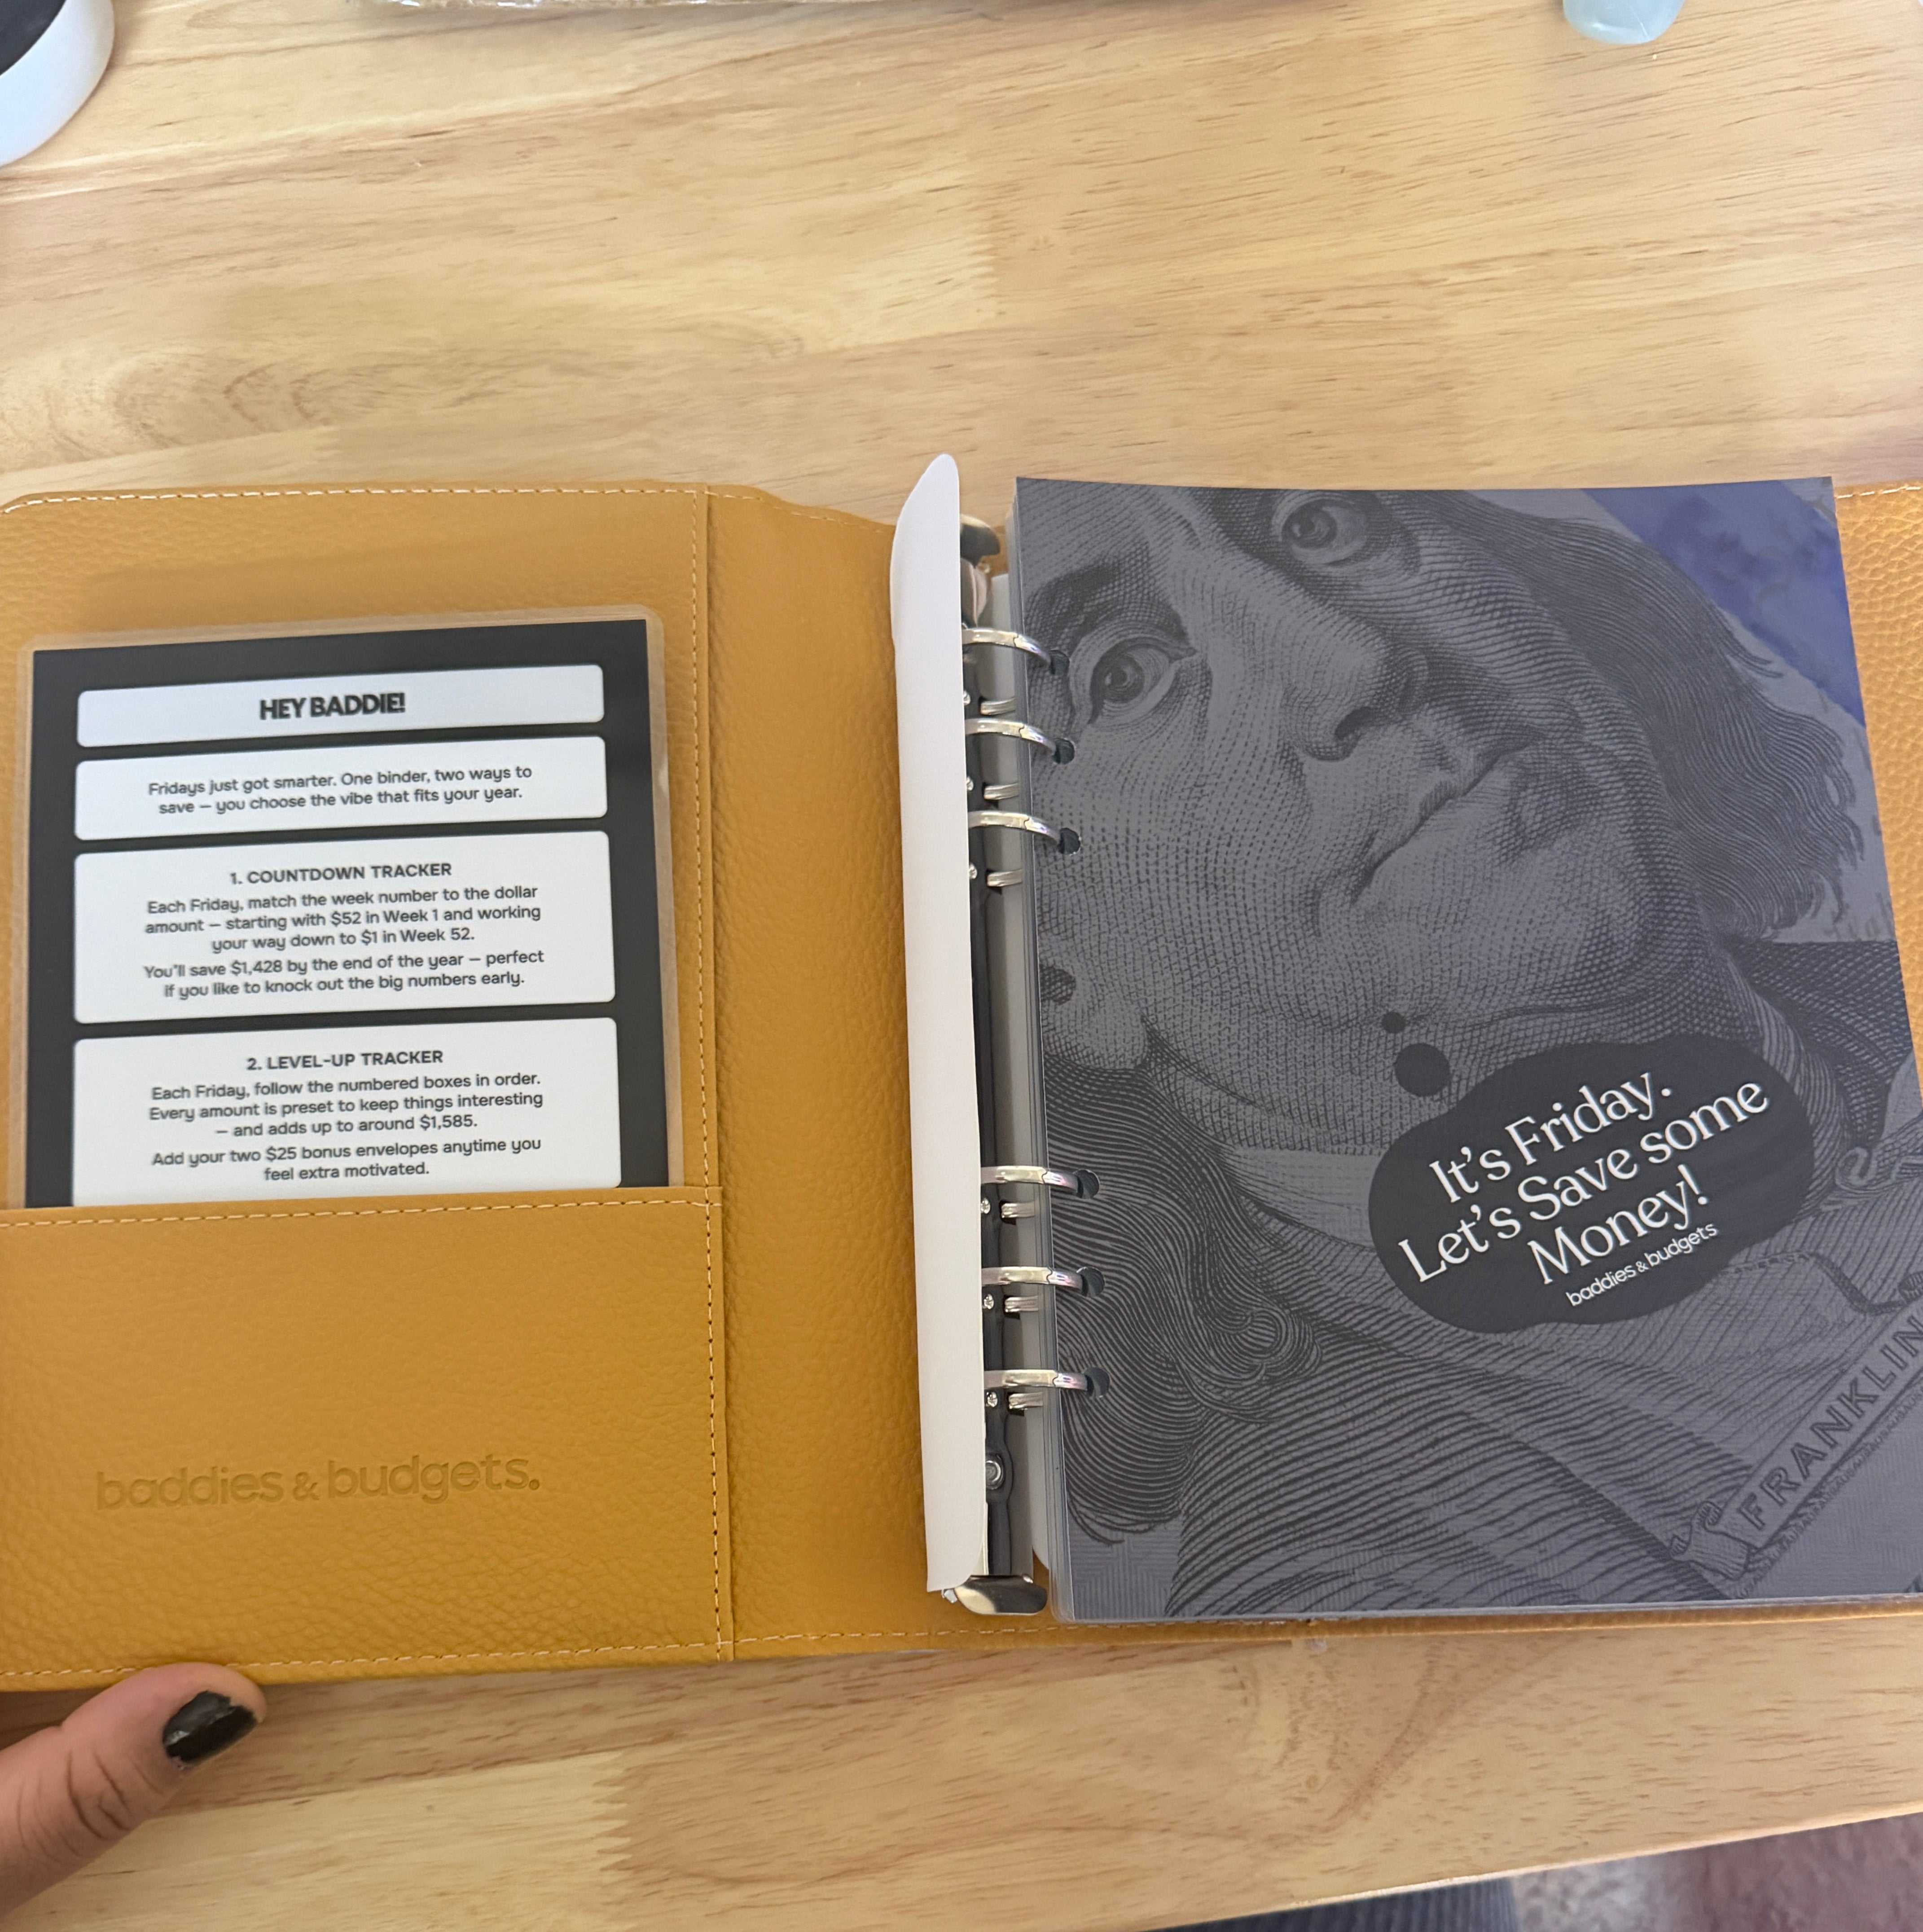 HEY BADDIE!
Fridays just got smarter. One binder, two ways to
save – you choose the vibe that fits your year.
1. COUNTDOWN TRACKER
Each Friday, match the week number to the dollar
amount – starting with $52 in Week 1 and working
your way down to $1 in Week 52.
You'll save $1,428 by the end of the year – perfect
if you like to knock out the big numbers early.
2. LEVEL-UP TRACKER
Each Friday, follow the numbered boxes in order.
Every amount is preset to keep things interesting
– and adds up to around $1,585.
Add your two $25 bonus envelopes anytime you
feel extra motivated.
baddies & budgets.
It's Friday.
Let's Save some
Money!
baddies & budgets
FRANKLIN